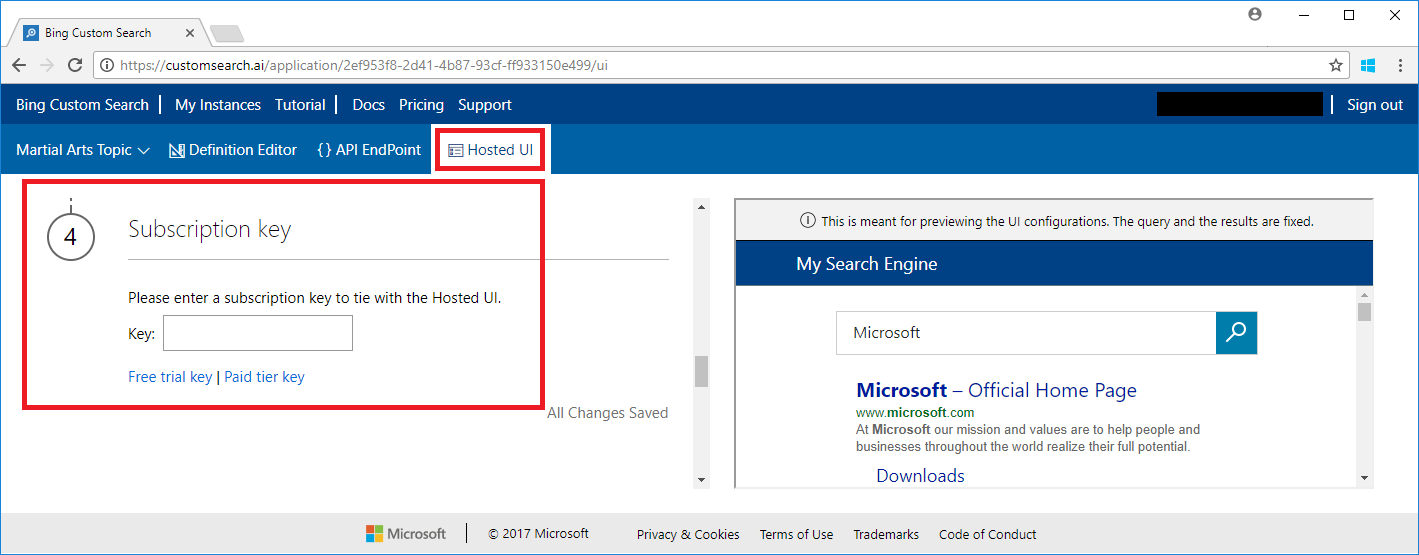 Bing Custom Search
https://customsearch.ai/application/2ef953f8-2d41-4b87-93cf-ff933150e499/ui
Bing Custom Search | My Instances Tutorial | Docs Pricing Support Sign out
Martial Arts Topic Definition Editor {} API EndPoint Hosted UI
4 Subscription key
Please enter a subscription key to tie with the Hosted UI.
Key:
Free trial key | Paid tier key
All Changes Saved
This is meant for previewing the UI configurations. The query and the results are fixed.
My Search Engine
Microsoft
Microsoft – Official Home Page
www.microsoft.com
At Microsoft our mission and values are to help people and
businesses throughout the world realize their full potential.
Downloads
Microsoft | © 2017 Microsoft Privacy & Cookies Terms of Use Trademarks Code of Conduct